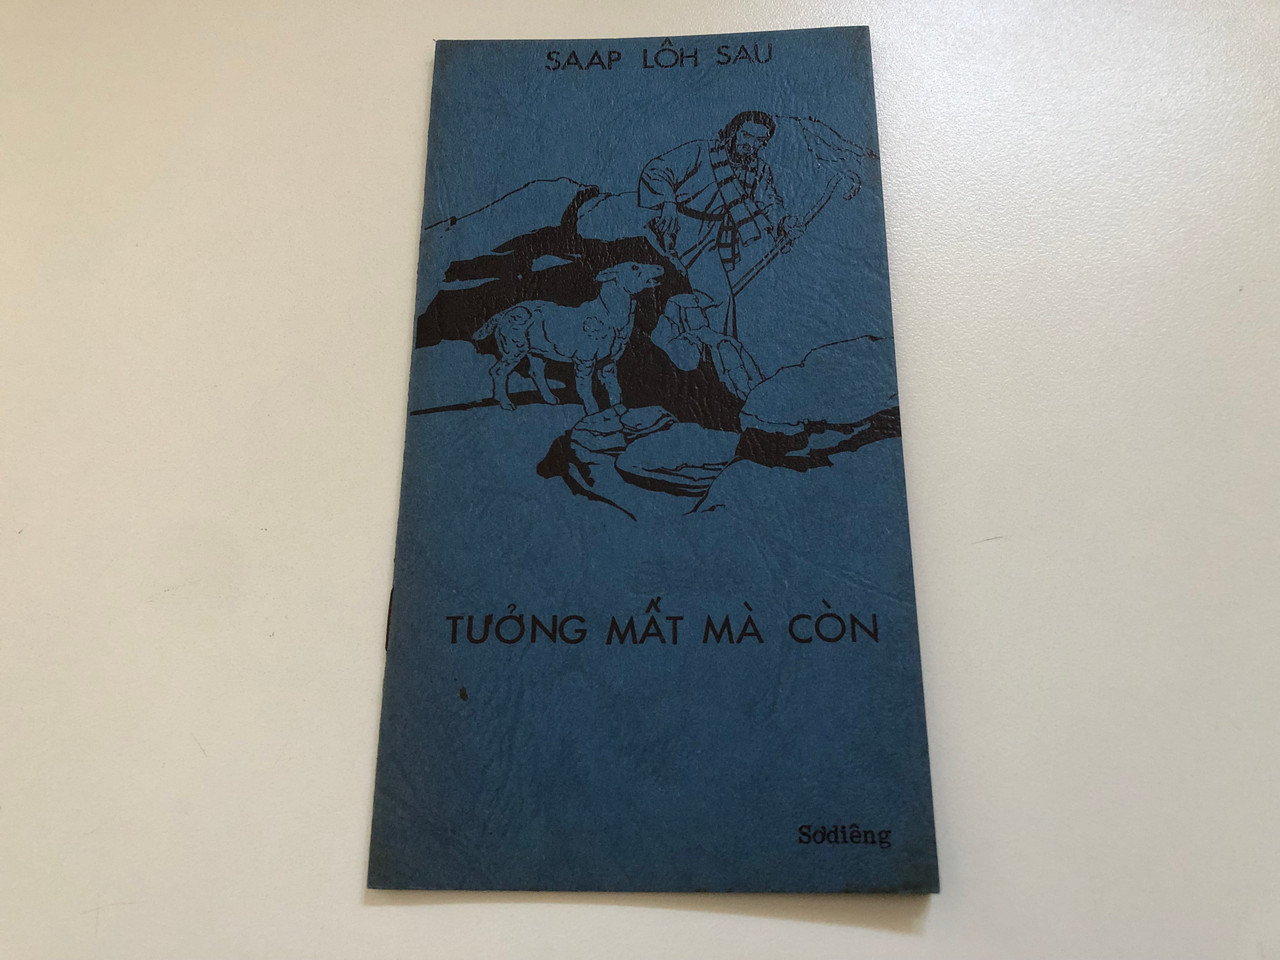 SAAP LÔH SAU
TƯỞNG MẤT MÀ CÒN
Sơdiêng